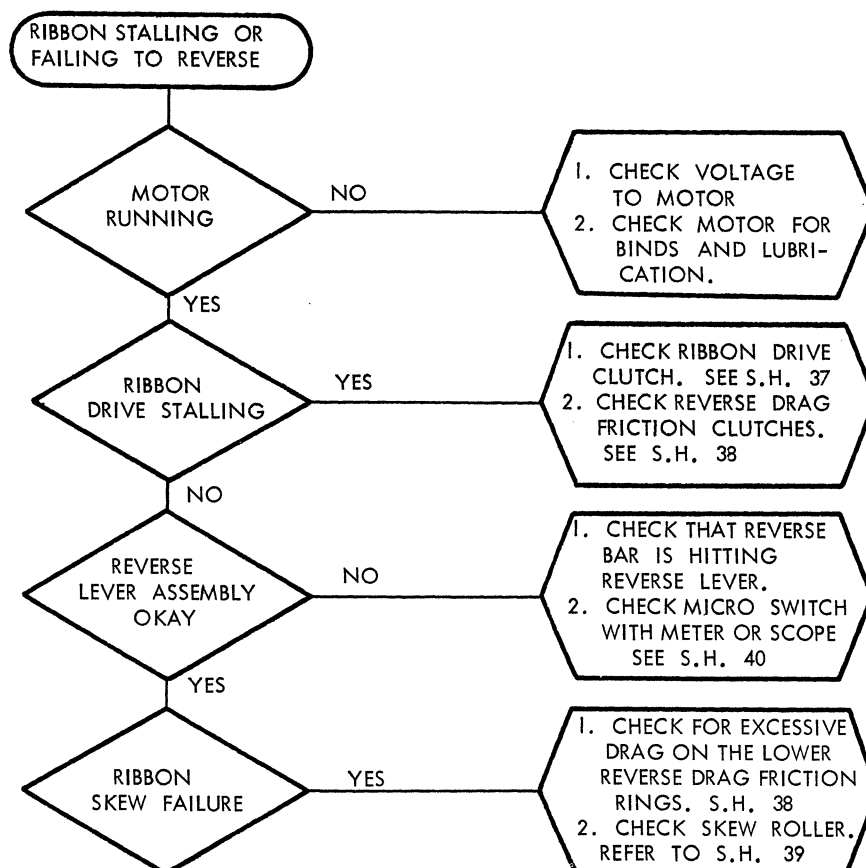 RIBBON STALLING OR
FAILING TO REVERSE
MOTOR
RUNNING
NO
1. CHECK VOLTAGE
TO MOTOR
2. CHECK MOTOR FOR
BINDS AND LUBRI-
CATION.
YES
RIBBON
DRIVE STALLING
YES
1. CHECK RIBBON DRIVE
CLUTCH. SEE S.H. 37
2. CHECK REVERSE DRAG
FRICTION CLUTCHES.
SEE S.H. 38
NO
REVERSE
LEVER ASSEMBLY
OKAY
NO
1. CHECK THAT REVERSE
BAR IS HITTING
REVERSE LEVER.
2. CHECK MICRO SWITCH
WITH METER OR SCOPE
SEE S.H. 40
YES
RIBBON
SKEW FAILURE
YES
1. CHECK FOR EXCESSIVE
DRAG ON THE LOWER
REVERSE DRAG FRICTION
RINGS. S.H. 38
2. CHECK SKEW ROLLER.
REFER TO S.H. 39